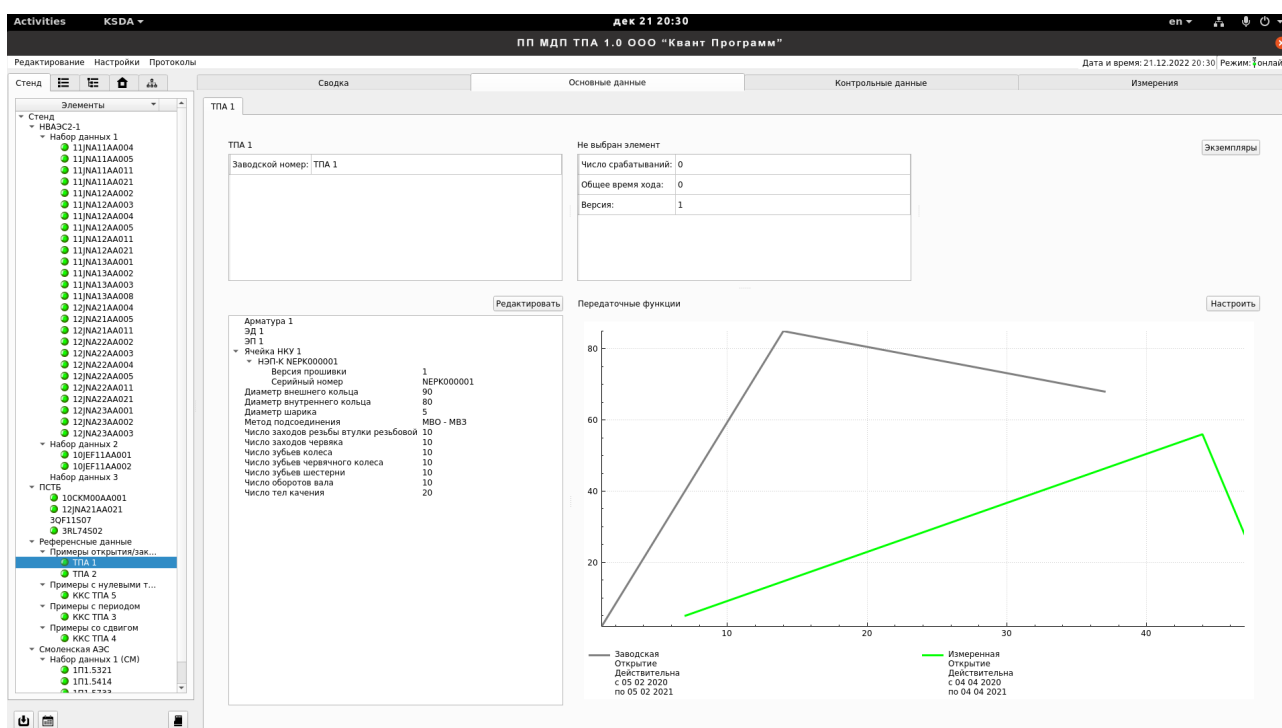 Activities KSDA дек 21 20:30 en
ПП МДП ТПА 1.0 ООО “Квант Программ”
Редактирование Настройки Протоколы Дата и время: 21.12.2022 20:30 Режим: онлай
Стенд Сводка Основные данные Контрольные данные Измерения
Элементы
Стенд
НВАЭС2-1
Набор данных 1
11JNA11AA004
11JNA11AA005
11JNA11AA011
11JNA11AA021
11JNA12AA002
11JNA12AA003
11JNA12AA004
11JNA12AA005
11JNA12AA011
11JNA12AA021
11JNA13AA001
11JNA13AA002
11JNA13AA003
11JNA13AA008
12JNA21AA004
12JNA21AA005
12JNA21AA011
12JNA22AA002
12JNA22AA003
12JNA22AA004
12JNA22AA005
12JNA22AA011
12JNA22AA021
12JNA23AA001
12JNA23AA002
12JNA23AA003
Набор данных 2
10JEF11AA001
10JEF11AA002
Набор данных 3
ПСТБ
10CKM00AA001
12JNA21AA021
3QF11S07
3RL74S02
Референсные данные
Примеры открытия/зак...
ТПА 1
ТПА 2
Примеры с нулевыми т...
ККС ТПА 5
Примеры с периодом
ККС ТПА 3
Примеры со сдвигом
ККС ТПА 4
Смоленская АЭС
Набор данных 1 (СМ)
1П1.5321
1П1.5414
1П1.5733
ТПА 1
ТПА 1
Заводской номер: ТПА 1
Не выбран элемент
Экземпляры
Число срабатываний: 0
Общее время хода: 0
Версия: 1
Редактировать
Арматура 1
ЭД 1
ЭП 1
Ячейка НКУ 1
НЭП-К NEPK000001
Версия прошивки 1
Серийный номер NEPK000001
Диаметр внешнего кольца 90
Диаметр внутреннего кольца 80
Диаметр шарика 5
Метод подсоединения МВО - МВЗ
Число заходов резьбы втулки резьбовой 10
Число заходов червяка 10
Число зубьев колеса 10
Число зубьев червячного колеса 10
Число зубьев шестерни 10
Число оборотов вала 10
Число тел качения 20
Передаточные функции
Настроить
80
60
40
20
10 20 30 40
Заводская
Открытие
Действительна
с 05 02 2020
по 05 02 2021
Измеренная
Открытие
Действительна
с 04 04 2020
по 04 04 2021